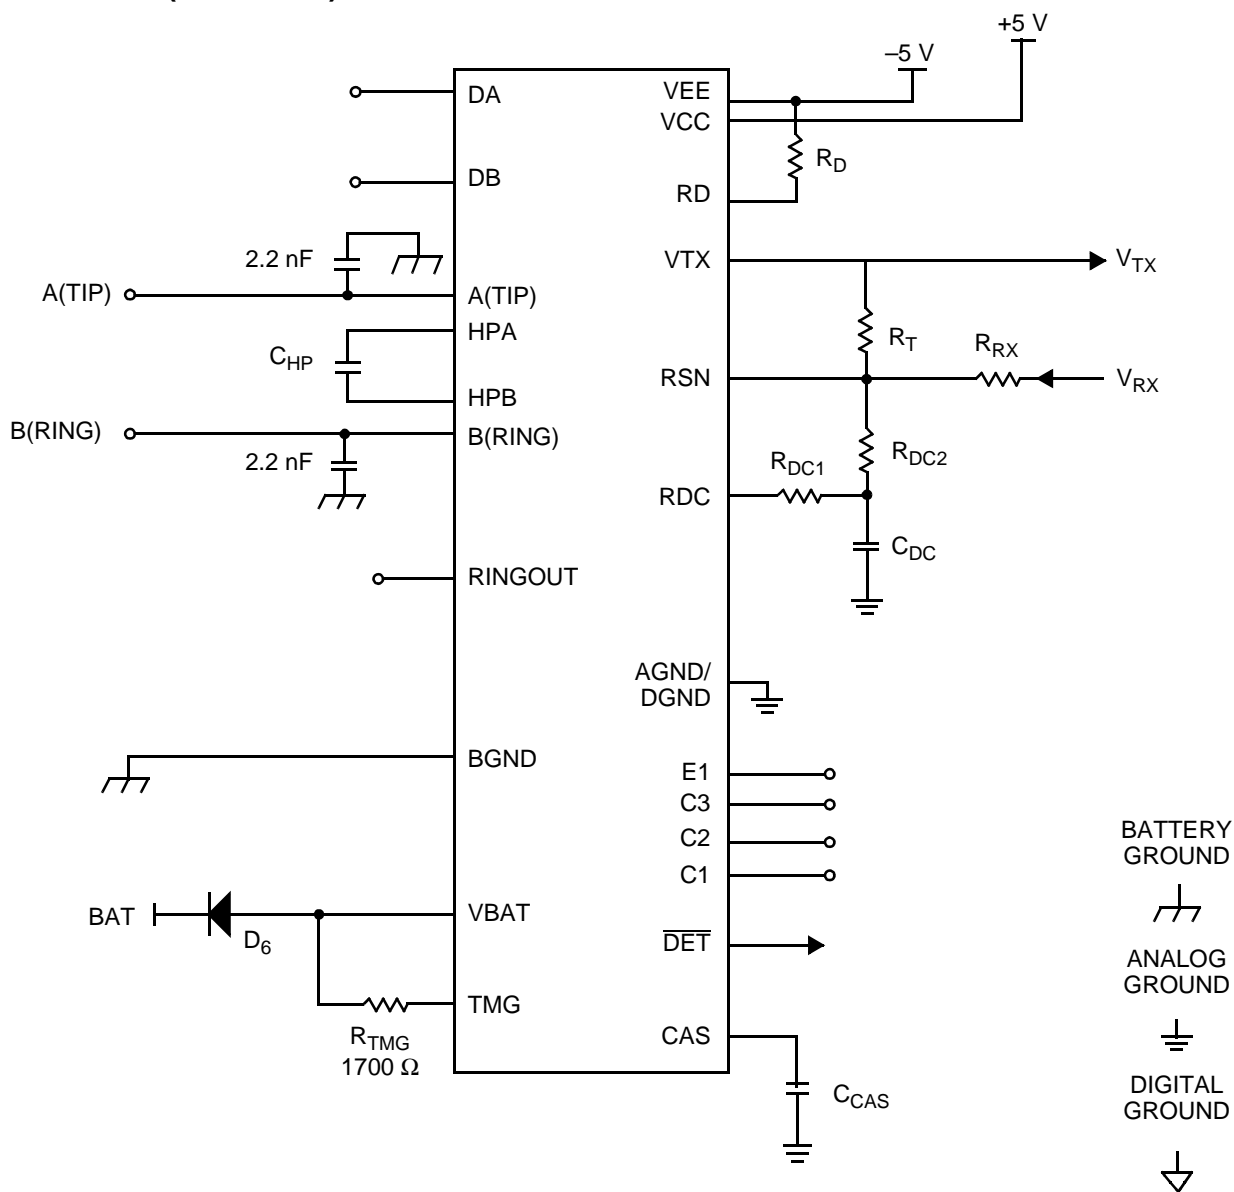 +5 V
–5 V
DA
VEE
VCC
R_D
DB
RD
2.2 nF
VTX
V_TX
A(TIP)
A(TIP)
HPA
R_T
R_RX
C_HP
RSN
V_RX
HPB
B(RING)
B(RING)
2.2 nF
R_DC1
R_DC2
RDC
C_DC
RINGOUT
AGND/
DGND
BGND
E1
C3
C2
C1
BATTERY
GROUND
BAT
VBAT
D_6
DET
ANALOG
GROUND
TMG
R_TMG
1700 Ω
CAS
C_CAS
DIGITAL
GROUND